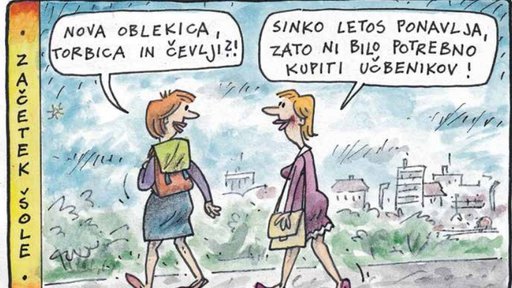 ZAČETEK ŠOLE
NOVA OBLEKICA,
TORBICA IN ČEVLJI?!
SINKO LETOS PONAVLJA,
ZATO NI BILO POTREBNO
KUPITI UČBENIKOV!